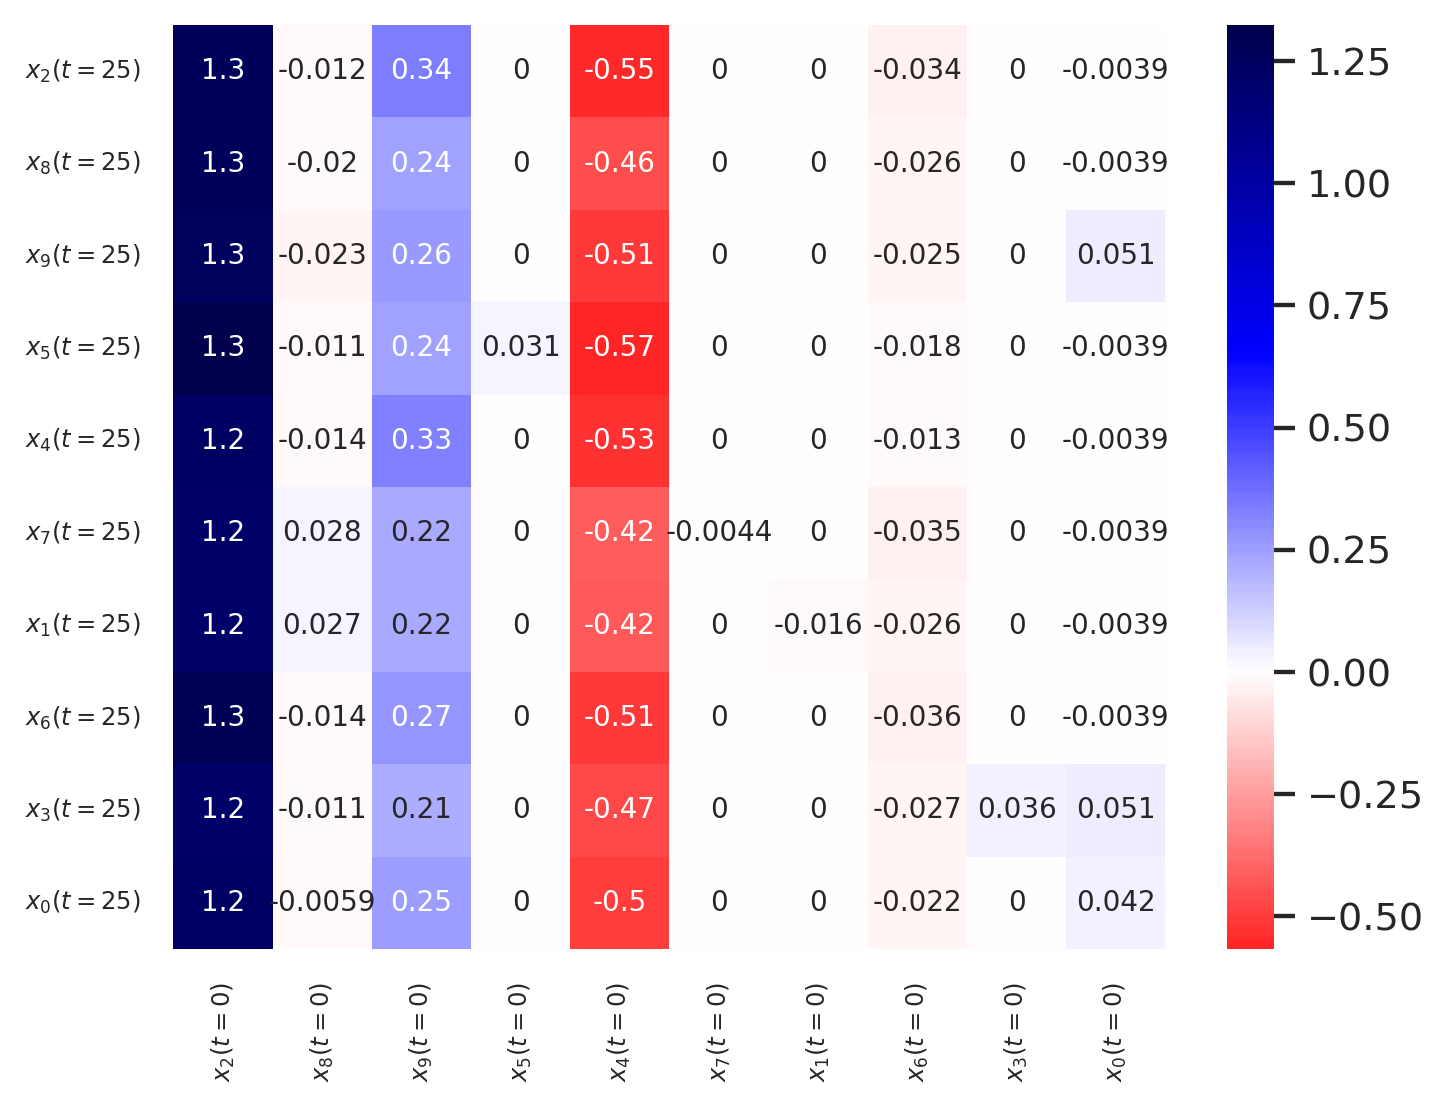 x₂(t = 25) 1.3 -0.012 0.34 0 -0.55 0 0 -0.034 0 -0.0039
x₈(t = 25) 1.3 -0.02 0.24 0 -0.46 0 0 -0.026 0 -0.0039
x₉(t = 25) 1.3 -0.023 0.26 0 -0.51 0 0 -0.025 0 0.051
x₅(t = 25) 1.3 -0.011 0.24 0.031 -0.57 0 0 -0.018 0 -0.0039
x₄(t = 25) 1.2 -0.014 0.33 0 -0.53 0 0 -0.013 0 -0.0039
x₇(t = 25) 1.2 0.028 0.22 0 -0.42 -0.0044 0 -0.035 0 -0.0039
x₁(t = 25) 1.2 0.027 0.22 0 -0.42 0 -0.016 -0.026 0 -0.0039
x₆(t = 25) 1.3 -0.014 0.27 0 -0.51 0 0 -0.036 0 -0.0039
x₃(t = 25) 1.2 -0.011 0.21 0 -0.47 0 0 -0.027 0.036 0.051
x₀(t = 25) 1.2 -0.0059 0.25 0 -0.5 0 0 -0.022 0 0.042
x₂(t = 0)
x₈(t = 0)
x₉(t = 0)
x₅(t = 0)
x₄(t = 0)
x₇(t = 0)
x₁(t = 0)
x₆(t = 0)
x₃(t = 0)
x₀(t = 0)
1.25
1.00
0.75
0.50
0.25
0.00
−0.25
−0.50